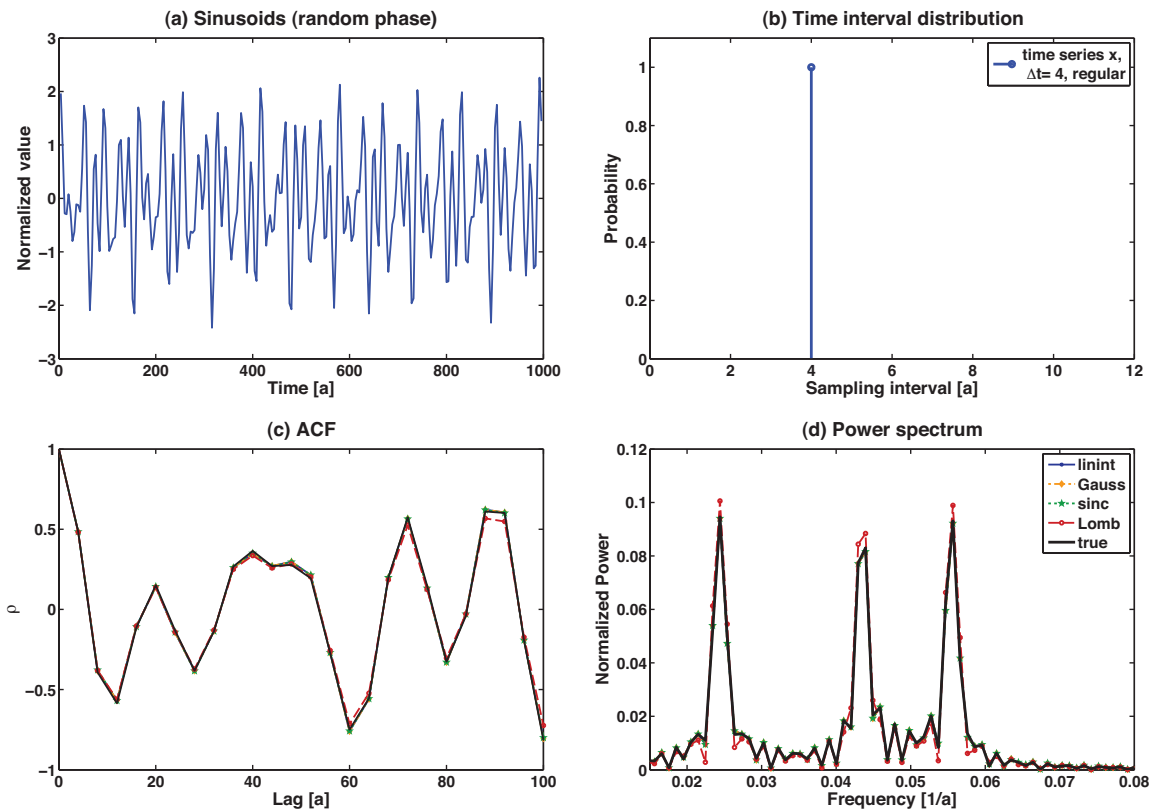 (a) Sinusoids (random phase)
3
2
1
0
−1
−2
−3
Normalized value
0
200
400
600
800
1000
Time [a]
(b) Time interval distribution
1
0.8
0.6
0.4
0.2
0
Probability
time series x,
Δt= 4, regular
0
2
4
6
8
10
12
Sampling interval [a]
(c) ACF
1
0.5
0
−0.5
−1
ρ
0
20
40
60
80
100
Lag [a]
(d) Power spectrum
0.12
0.1
0.08
0.06
0.04
0.02
0
Normalized Power
linint
Gauss
sinc
Lomb
true
0.02
0.03
0.04
0.05
0.06
0.07
0.08
Frequency [1/a]